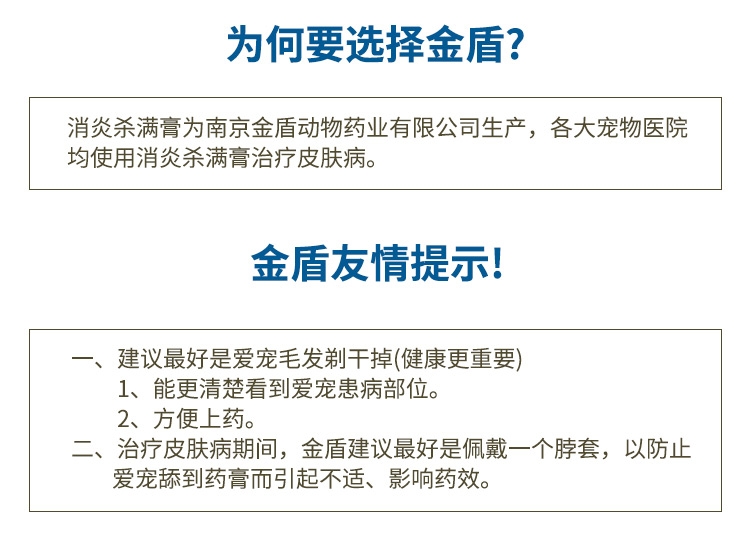 为何要选择金盾?
消炎杀满膏为南京金盾动物药业有限公司生产，各大宠物医院
均使用消炎杀满膏治疗皮肤病。
金盾友情提示!
一、建议最好是爱宠毛发剃干掉(健康更重要)
1、能更清楚看到爱宠患病部位。
2、方便上药。
二、治疗皮肤病期间，金盾建议最好是佩戴一个脖套，以防止
爱宠舔到药膏而引起不适、影响药效。